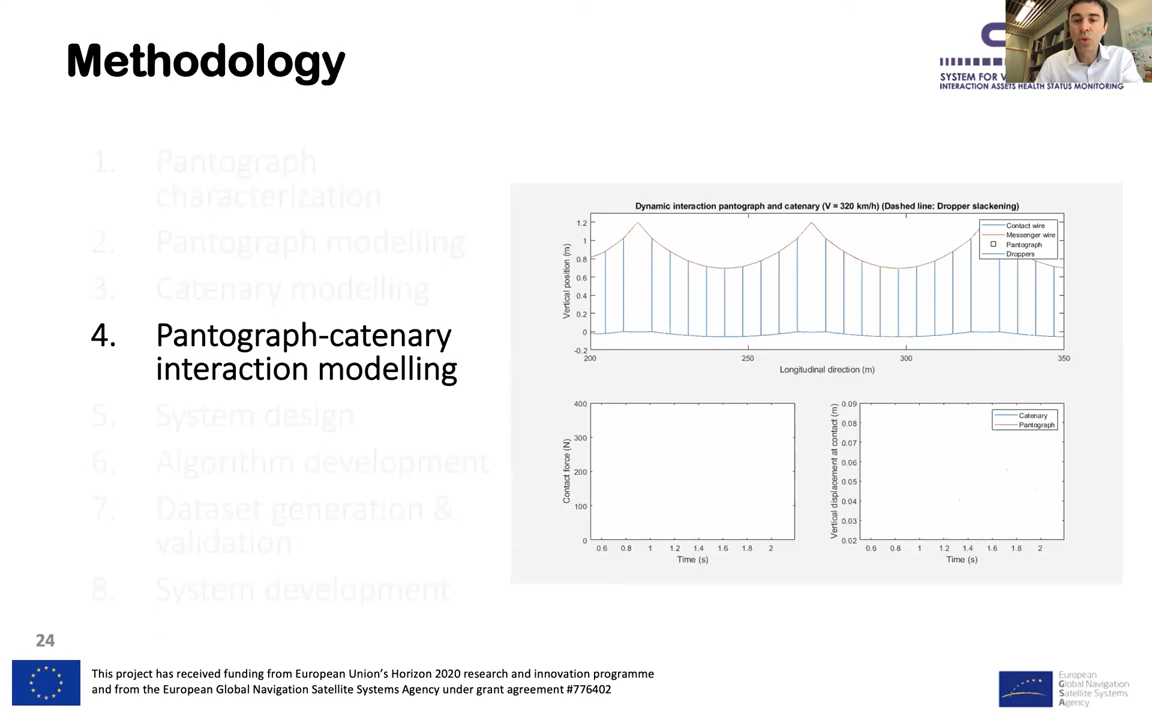 Methodology
SYSTEM FOR V
INTERACTION ASSETS HEALTH STATUS MONITORING
1. Pantograph
characterization
2. Pantograph modelling
3. Catenary modelling
4. Pantograph-catenary
interaction modelling
5. System design
6. Algorithm development
7. Dataset generation &
validation
8. System development
Dynamic interaction pantograph and catenary (V = 320 km/h) (Dashed line: Dropper slackening)
Vertical position (m)
1.2
1
0.8
0.6
0.4
0.2
0
-0.2
200 250 300 350
Longitudinal direction (m)
Contact wire
Messenger wire
Pantograph
Droppers
Contact force (N)
400
300
200
100
0
0.6 0.8 1 1.2 1.4 1.6 1.8 2
Time (s)
Vertical displacement at contact (m)
0.09
0.08
0.07
0.06
0.05
0.04
0.03
0.02
0.6 0.8 1 1.2 1.4 1.6 1.8 2
Time (s)
Catenary
Pantograph
24
This project has received funding from European Union's Horizon 2020 research and innovation programme
and from the European Global Navigation Satellite Systems Agency under grant agreement #776402
European
Global Navigation
Satellite Systems
Agency